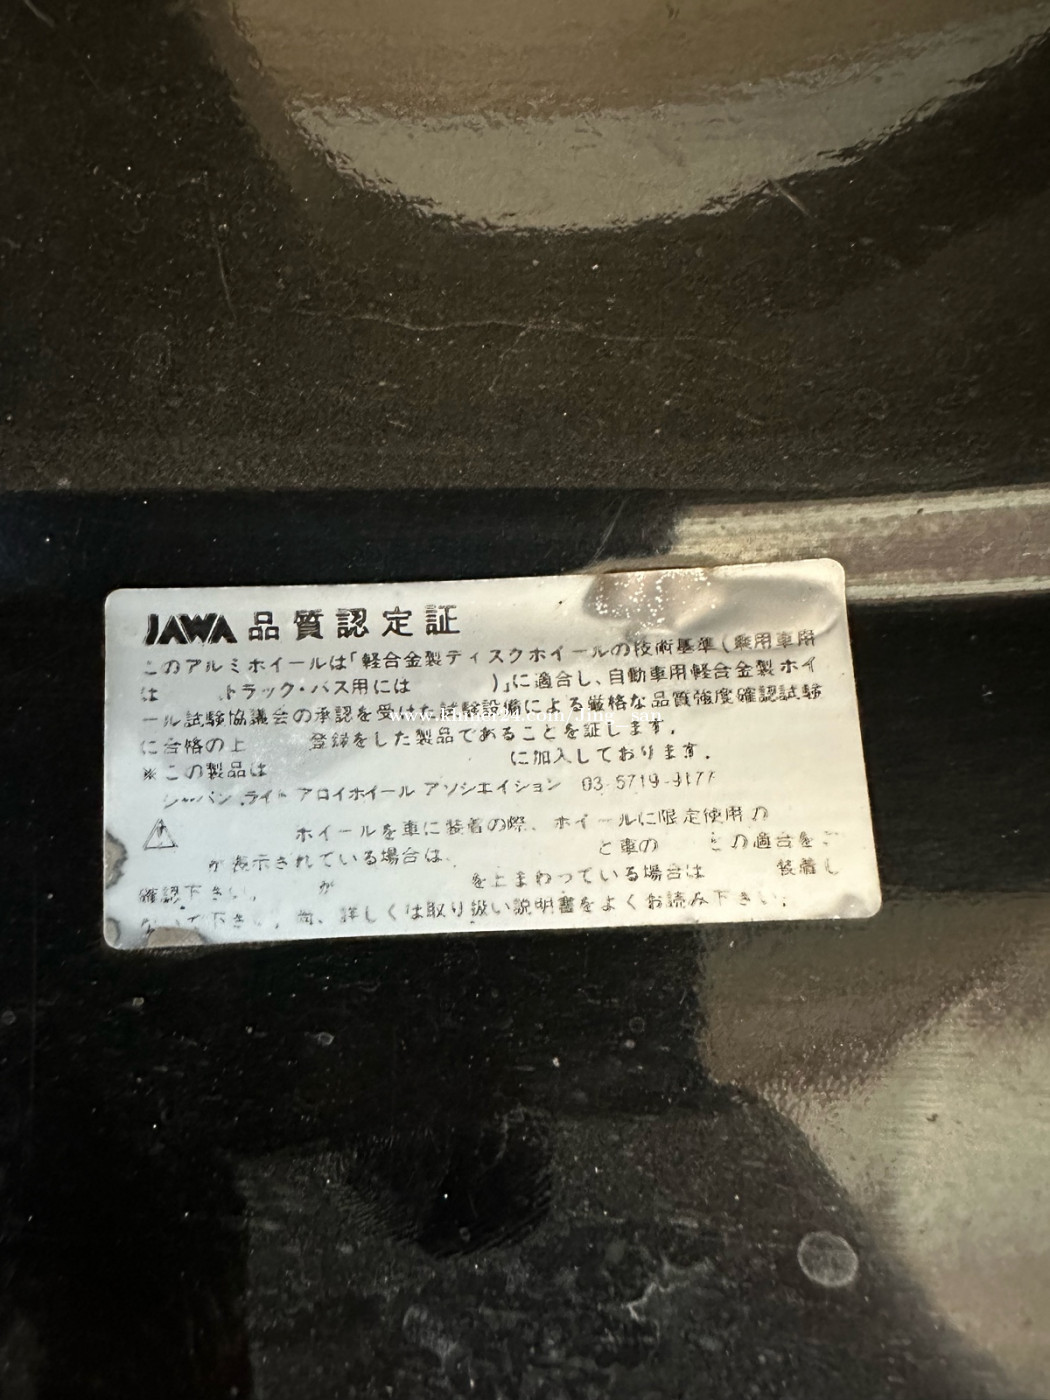 JAWA 品質認定証
このアルミホイールは「軽合金製ディスクホイールの技術基準(乗用車用
は トラック・バス用には )」に適合し、自動車用軽合金製ホイ
ール試験協議会の承認を受けた試験設備による厳格な品質強度確認試験
に合格の上 登録をした製品であることを証します.
※この製品は に加入しております.
ジャパン ライト アロイホイール アソシエイション 03-5719-
ホイールを車に装着の際、ホイールに限定使用の
が表示されている場合は、 と車の との適合をご
確認下さい. が を上まわっている場合は 装着し
ないで下さい. 尚、詳しくは取り扱い説明書をよくお読み下さい.
www.khmer24.com/Jing_san